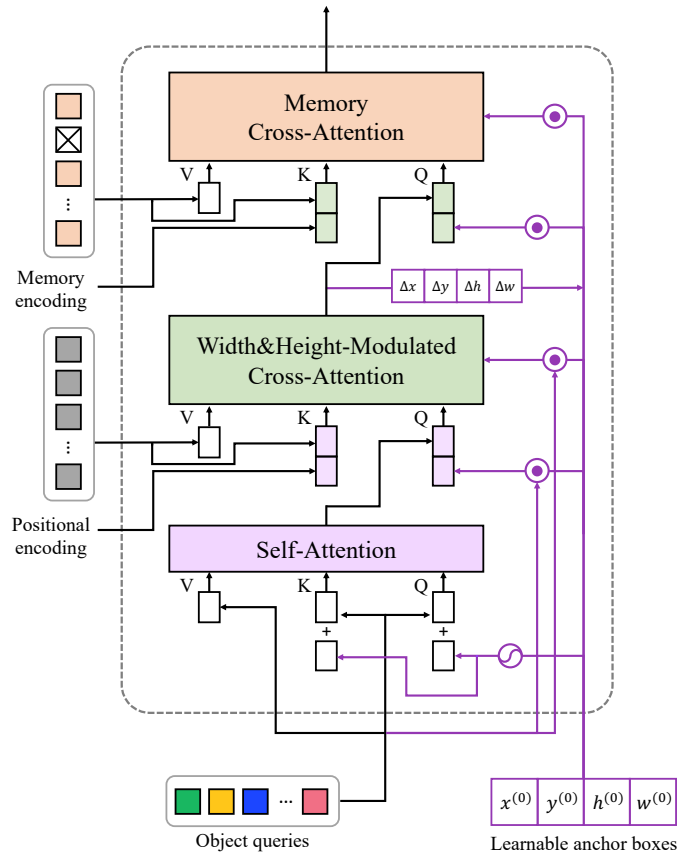 Memory
Cross-Attention
V
K
Q
...
Memory
encoding
Δx Δy Δh Δw
Width&Height-Modulated
Cross-Attention
V
K
Q
...
Positional
encoding
Self-Attention
V
K
Q
+
+
x^(0) y^(0) h^(0) w^(0)
...
Object queries
Learnable anchor boxes